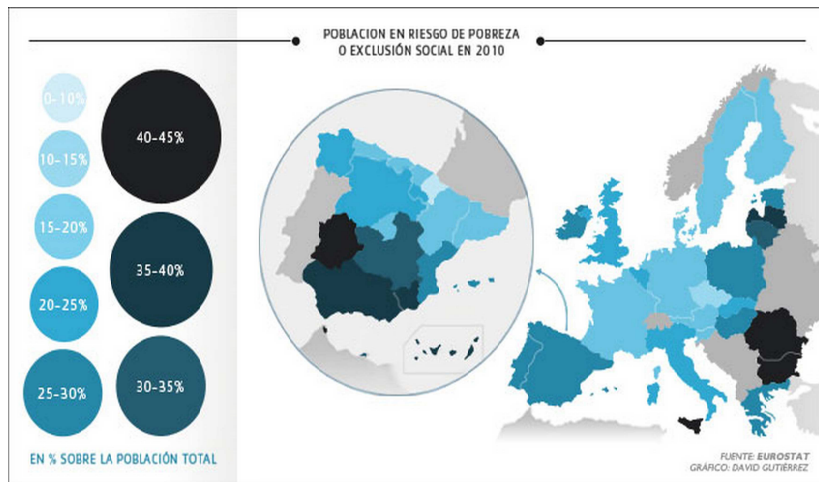 POBLACION EN RIESGO DE POBREZA
O EXCLUSIÓN SOCIAL EN 2010
0-10%
10-15%
15-20%
20-25%
25-30%
40-45%
35-40%
30-35%
EN % SOBRE LA POBLACIÓN TOTAL
FUENTE: EUROSTAT
GRÁFICO: DAVID GUTIÉRREZ